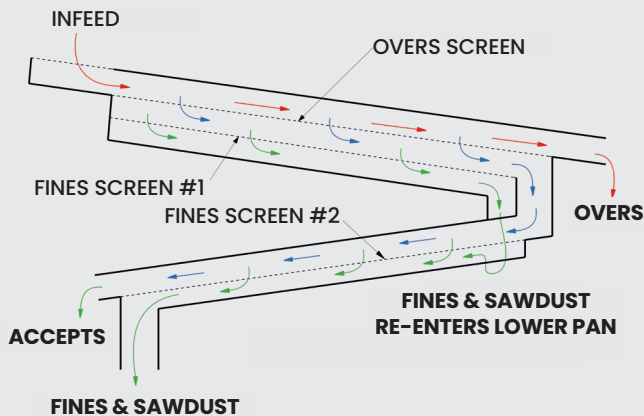 INFEED
OVERS SCREEN
FINES SCREEN #1
FINES SCREEN #2
OVERS
FINES & SAWDUST
RE-ENTERS LOWER PAN
ACCEPTS
FINES & SAWDUST